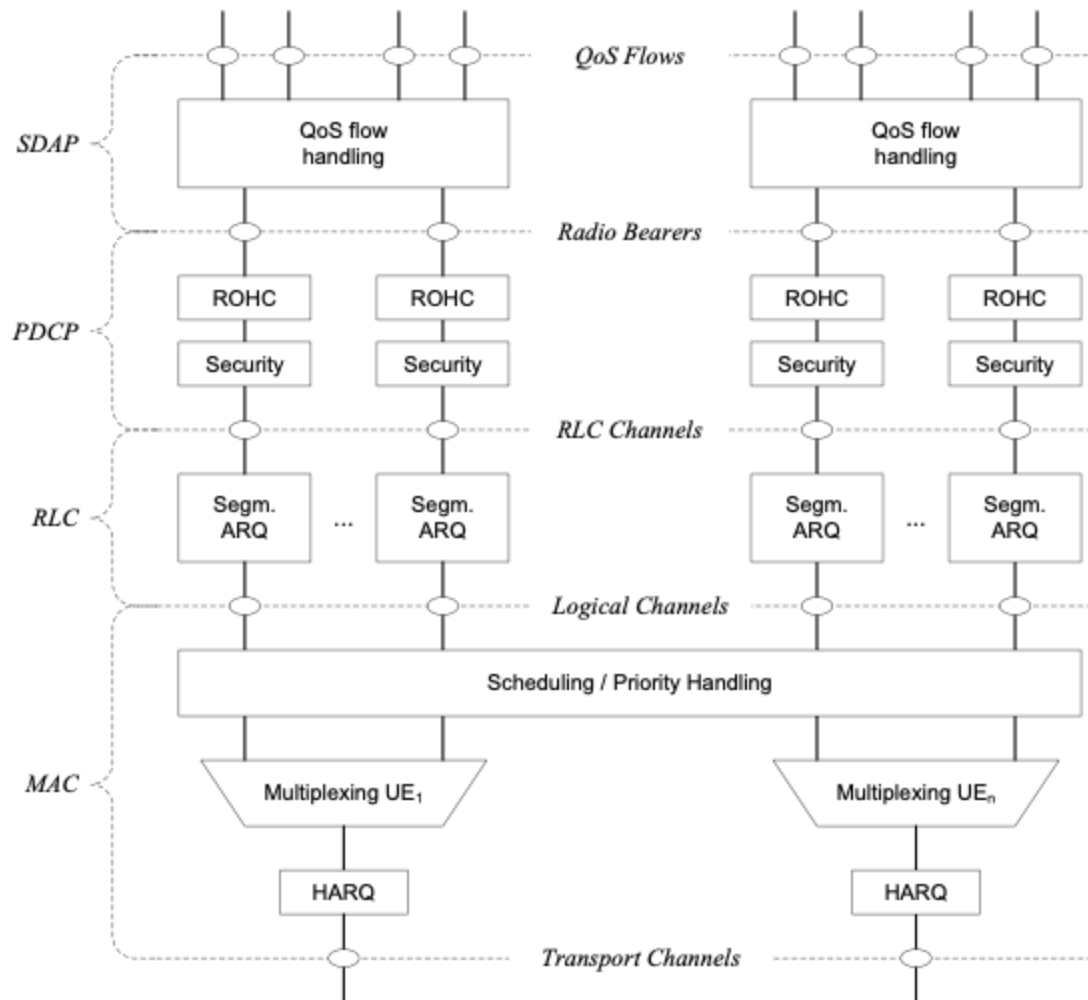 QoS Flows
SDAP
QoS flow
handling
QoS flow
handling
Radio Bearers
PDCP
ROHC
ROHC
ROHC
ROHC
Security
Security
Security
Security
RLC Channels
RLC
Segm.
ARQ
...
Segm.
ARQ
Segm.
ARQ
...
Segm.
ARQ
Logical Channels
Scheduling / Priority Handling
MAC
Multiplexing UE₁
Multiplexing UEₙ
HARQ
HARQ
Transport Channels